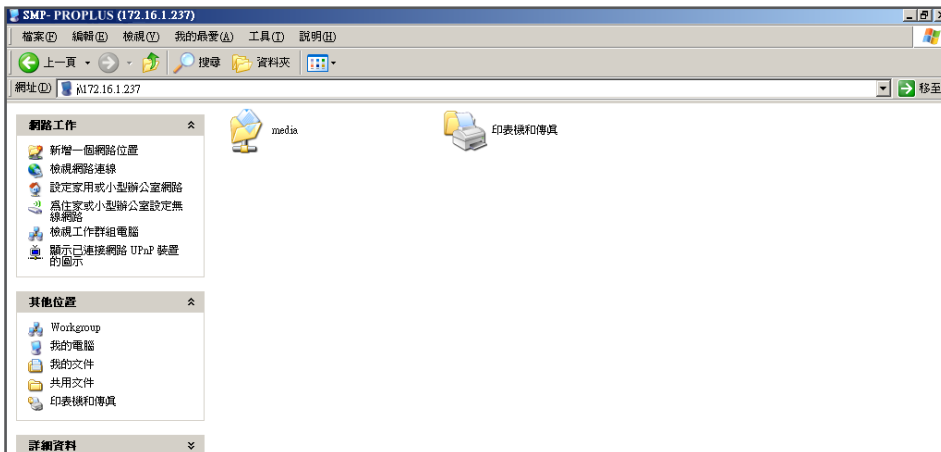 SMP- PROPLUS (172.16.1.237)
檔案(F) 編輯(E) 檢視(V) 我的最愛(A) 工具(T) 說明(H)
上一頁 搜尋 資料夾
網址(D) \\172.16.1.237 移至
網路工作
新增一個網路位置
檢視網路連線
設定家用或小型辦公室網路
為住家或小型辦公室設定無
線網路
檢視工作群組電腦
顯示已連接網路 UPnP 裝置
的圖示
media
印表機和傳真
其他位置
Workgroup
我的電腦
我的文件
共用文件
印表機和傳真
詳細資料